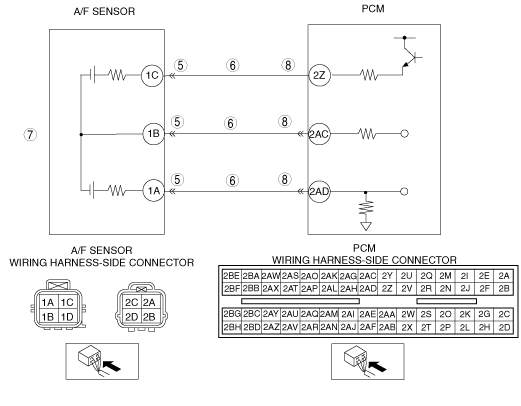 A/F SENSOR
PCM
5 6 8
1C 2Z
7
5 6 8
1B 2AC
5 6 8
1A 2AD
A/F SENSOR
WIRING HARNESS-SIDE CONNECTOR
PCM
WIRING HARNESS-SIDE CONNECTOR
1A 1C
1B 1D
2C 2A
2D 2B
2BE 2BA 2AW 2AS 2AO 2AK 2AG 2AC 2Y 2U 2Q 2M 2I 2E 2A
2BF 2BB 2AX 2AT 2AP 2AL 2AH 2AD 2Z 2V 2R 2N 2J 2F 2B
2BG 2BC 2AY 2AU 2AQ 2AM 2AI 2AE 2AA 2W 2S 2O 2K 2G 2C
2BH 2BD 2AZ 2AV 2AR 2AN 2AJ 2AF 2AB 2X 2T 2P 2L 2H 2D